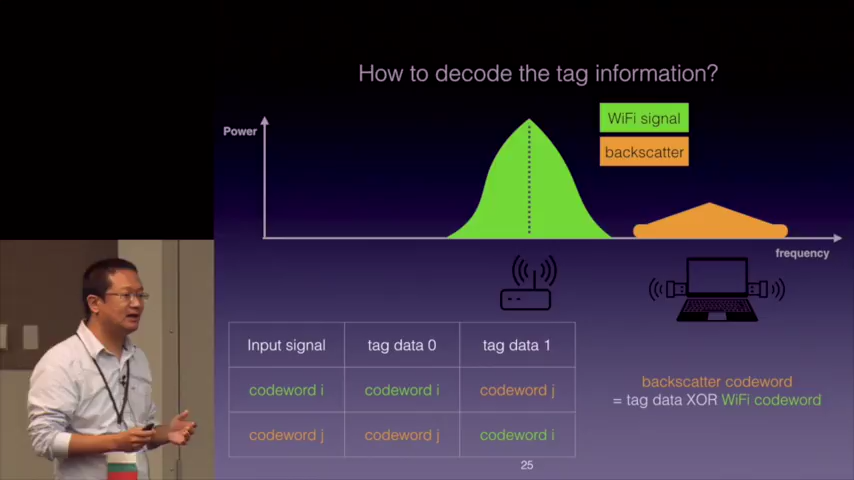 How to decode the tag information?
Power
WiFi signal
backscatter
frequency
Input signal tag data 0 tag data 1
codeword i codeword i codeword j
codeword j codeword j codeword i
backscatter codeword
= tag data XOR WiFi codeword
25